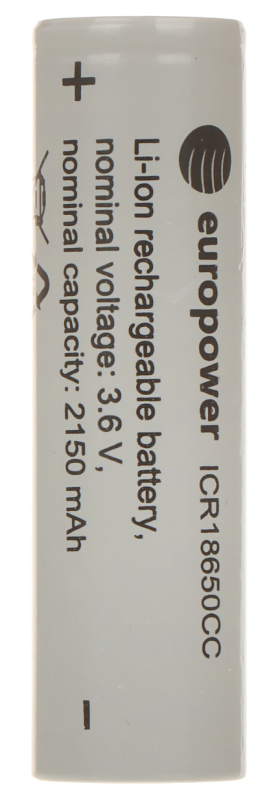 europower ICR18650CC
Li-Ion rechargeable battery,
nominal voltage: 3.6 V,
nominal capacity: 2150 mAh
+ -